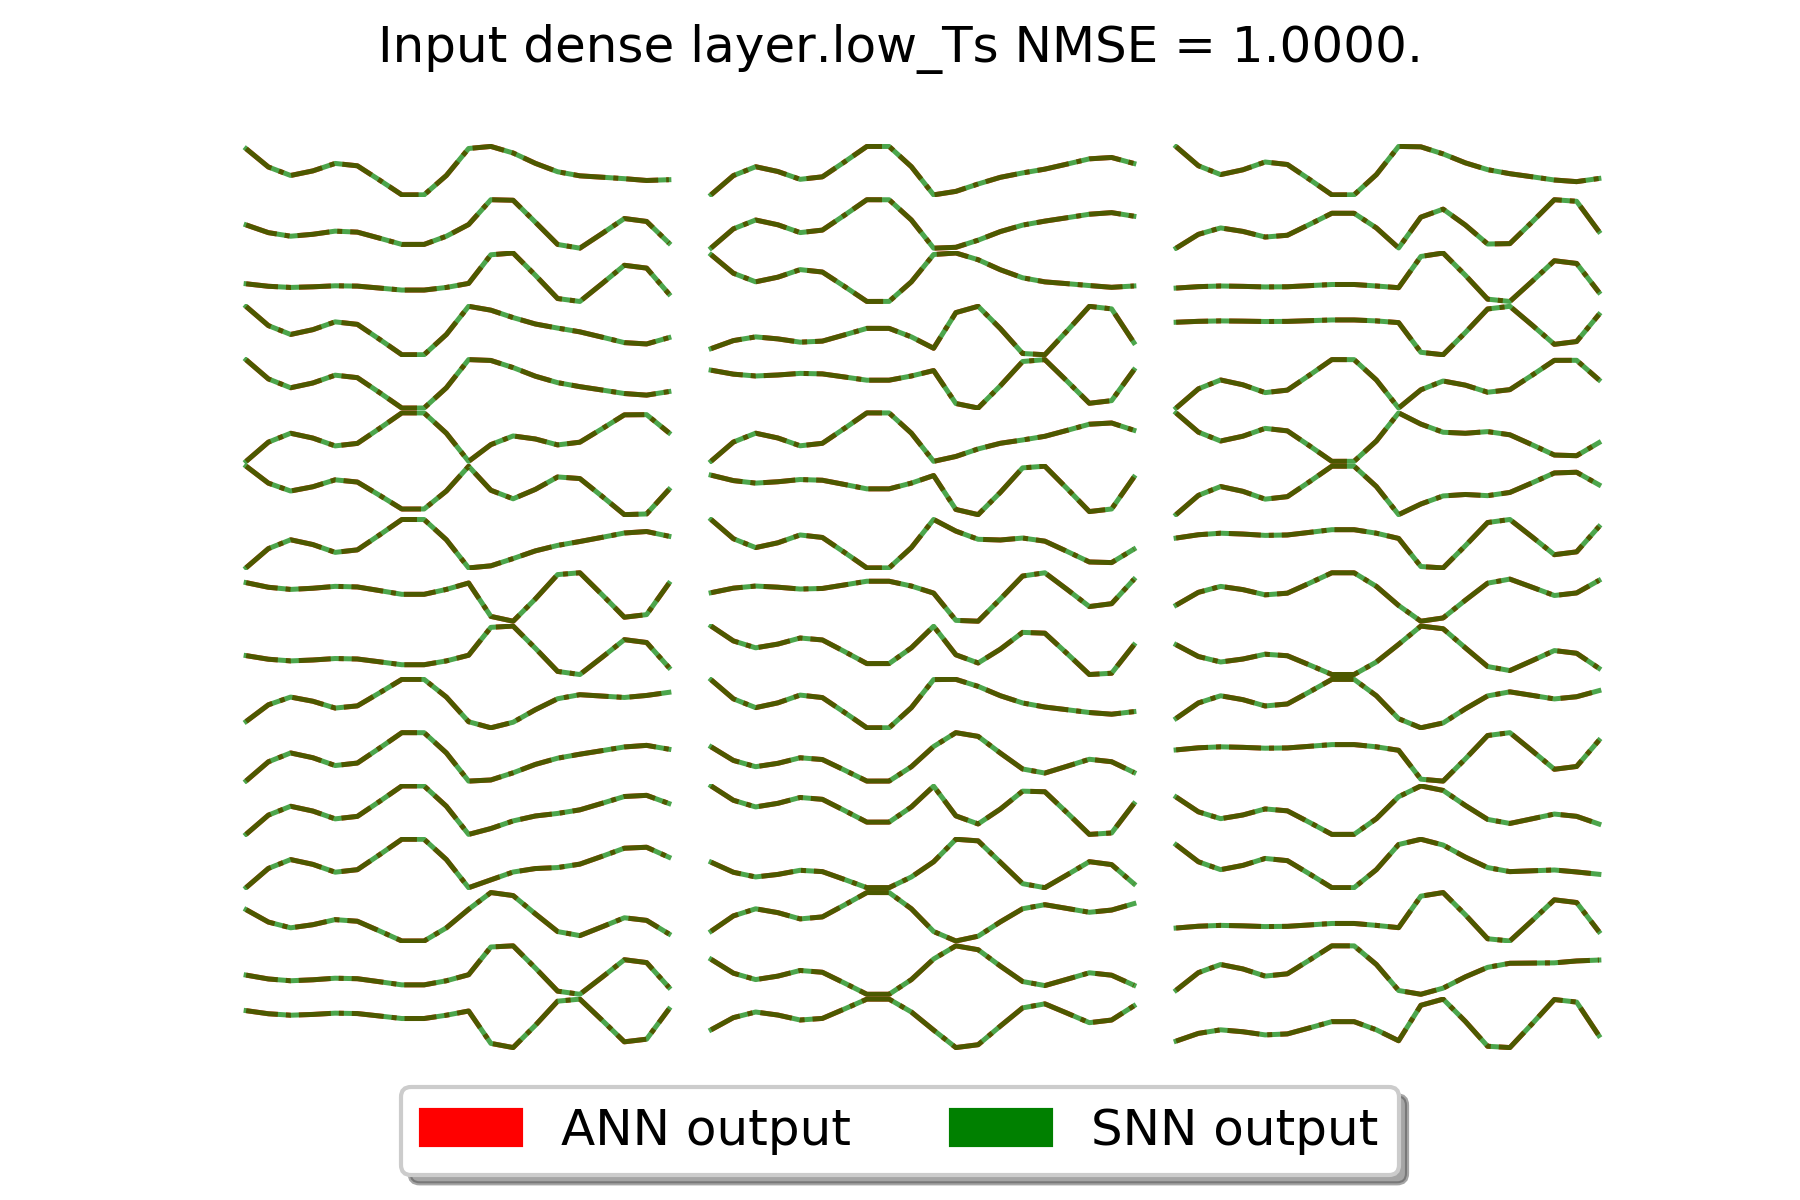 Input dense layer.low_Ts NMSE = 1.0000.
ANN output
SNN output